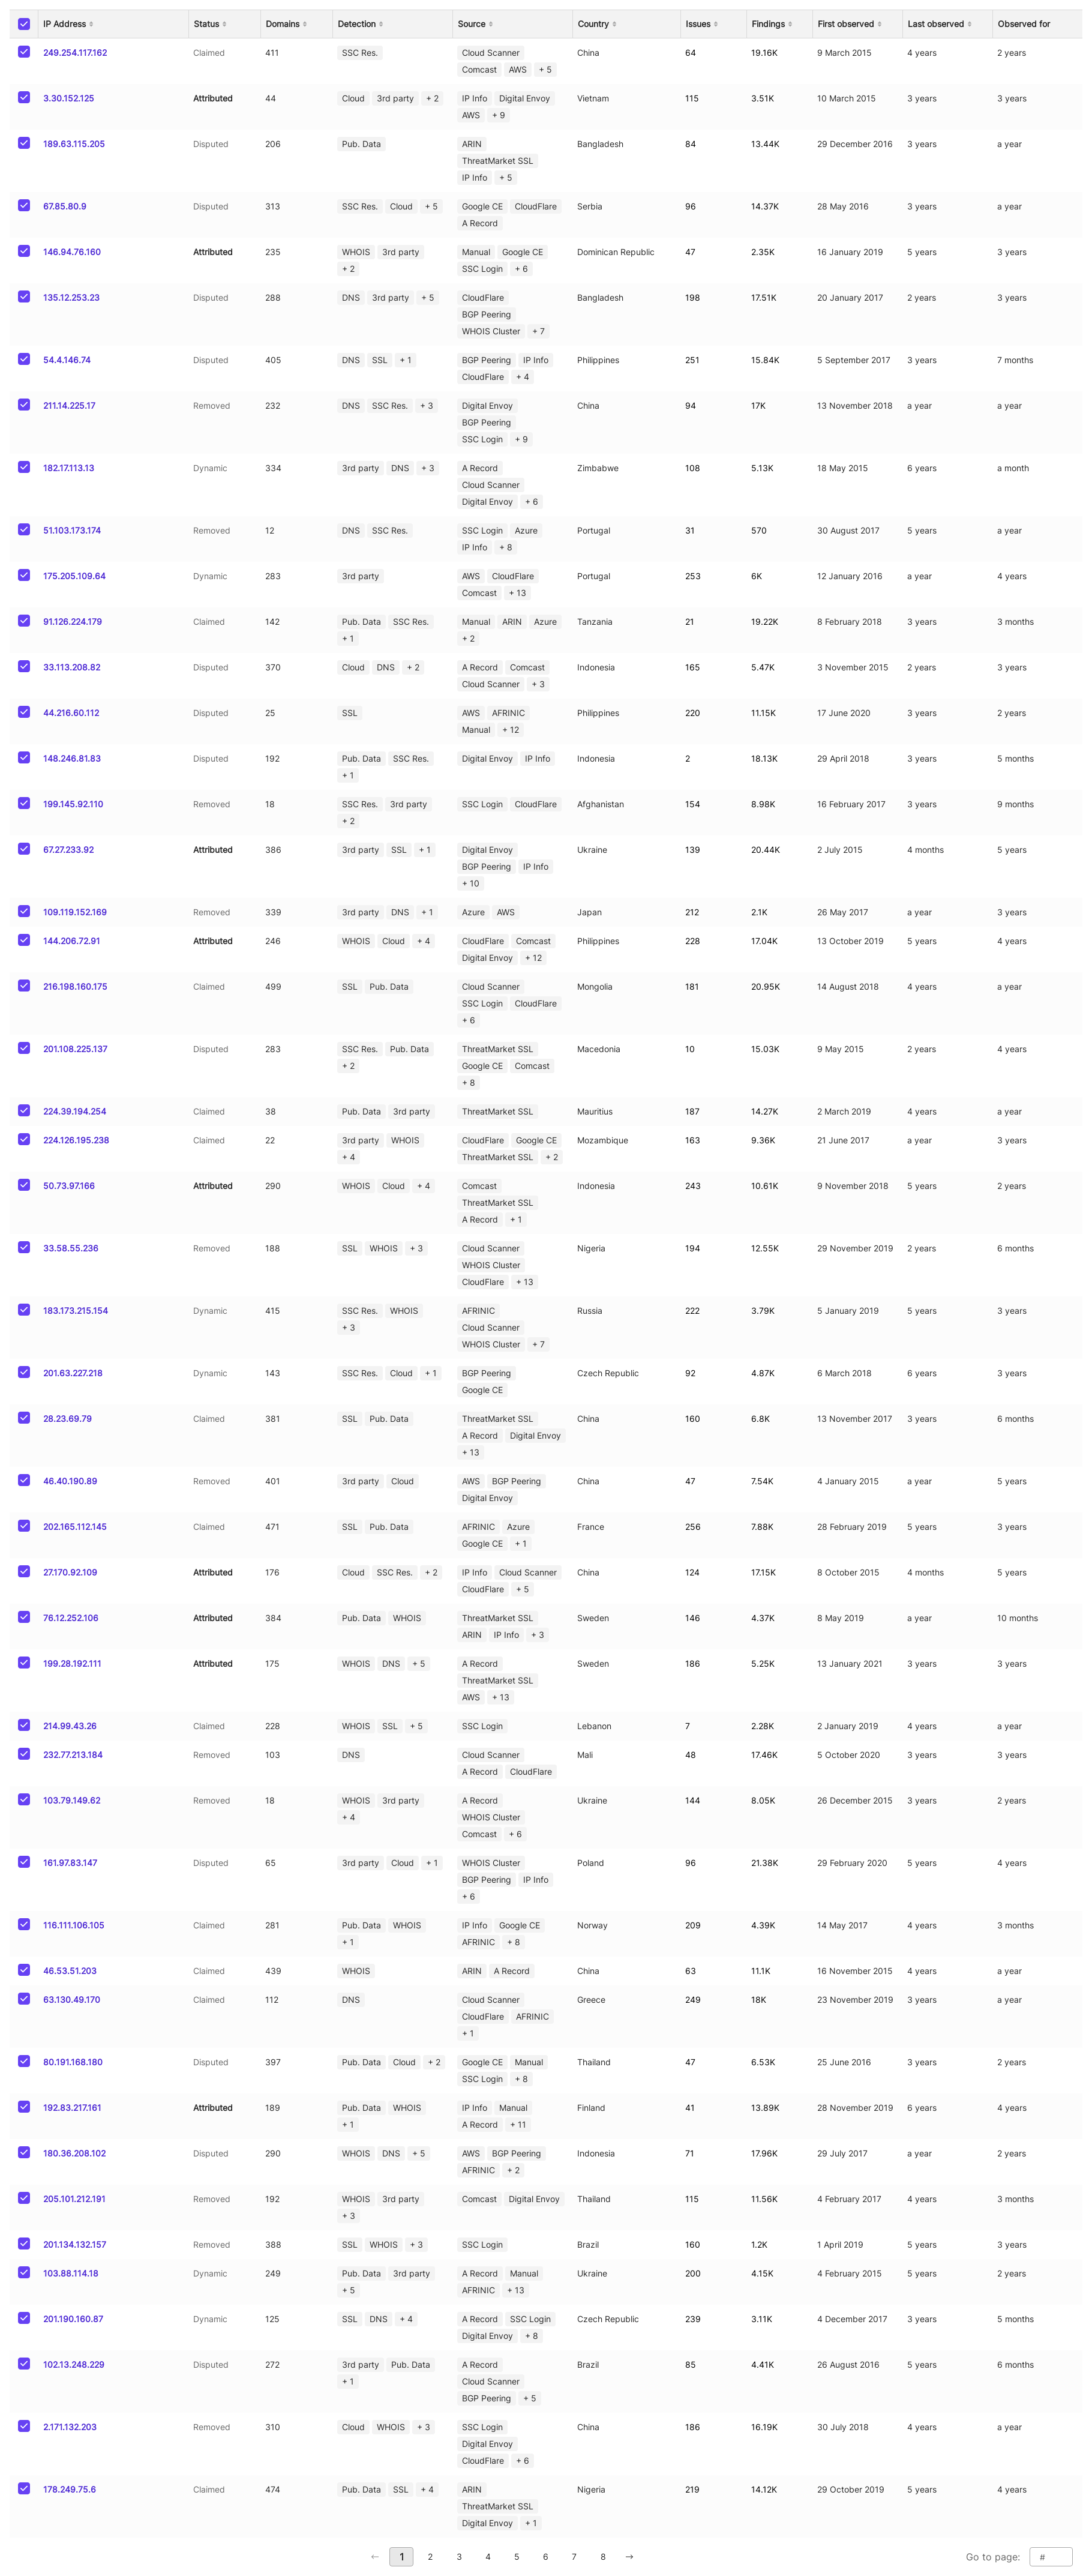 IP Address Status Domains Detection Source Country Issues Findings First observed Last observed Observed for
249.254.117.162 Claimed 411 SSC Res. Cloud Scanner China 64 19.16K 9 March 2015 4 years 2 years
Comcast AWS + 5
3.30.152.125 Attributed 44 Cloud 3rd party + 2 IP Info Digital Envoy Vietnam 115 3.51K 10 March 2015 3 years 3 years
AWS + 9
189.63.115.205 Disputed 206 Pub. Data ARIN Bangladesh 84 13.44K 29 December 2016 3 years a year
ThreatMarket SSL
IP Info + 5
67.85.80.9 Disputed 313 SSC Res. Cloud + 5 Google CE CloudFlare Serbia 96 14.37K 28 May 2016 3 years a year
A Record
146.94.76.160 Attributed 235 WHOIS 3rd party Manual Google CE Dominican Republic 47 2.35K 16 January 2019 5 years 3 years
+ 2 SSC Login + 6
135.12.253.23 Disputed 288 DNS 3rd party + 5 CloudFlare Bangladesh 198 17.51K 20 January 2017 2 years 3 years
BGP Peering
WHOIS Cluster + 7
54.4.146.74 Disputed 405 DNS SSL + 1 BGP Peering IP Info Philippines 251 15.84K 5 September 2017 3 years 7 months
CloudFlare + 4
211.14.225.17 Removed 232 DNS SSC Res. + 3 Digital Envoy China 94 17K 13 November 2018 a year a year
BGP Peering
SSC Login + 9
182.17.113.13 Dynamic 334 3rd party DNS + 3 A Record Zimbabwe 108 5.13K 18 May 2015 6 years a month
Cloud Scanner
Digital Envoy + 6
51.103.173.174 Removed 12 DNS SSC Res. SSC Login Azure Portugal 31 570 30 August 2017 5 years a year
IP Info + 8
175.205.109.64 Dynamic 283 3rd party AWS CloudFlare Portugal 253 6K 12 January 2016 a year 4 years
Comcast + 13
91.126.224.179 Claimed 142 Pub. Data SSC Res. Manual ARIN Azure Tanzania 21 19.22K 8 February 2018 3 years 3 months
+ 1 + 2
33.113.208.82 Disputed 370 Cloud DNS + 2 A Record Comcast Indonesia 165 5.47K 3 November 2015 2 years 3 years
Cloud Scanner + 3
44.216.60.112 Disputed 25 SSL AWS AFRINIC Philippines 220 11.15K 17 June 2020 3 years 2 years
Manual + 12
148.246.81.83 Disputed 192 Pub. Data SSC Res. Digital Envoy IP Info Indonesia 2 18.13K 29 April 2018 3 years 5 months
+ 1
199.145.92.110 Removed 18 SSC Res. 3rd party SSC Login CloudFlare Afghanistan 154 8.98K 16 February 2017 3 years 9 months
+ 2
67.27.233.92 Attributed 386 3rd party SSL + 1 Digital Envoy Ukraine 139 20.44K 2 July 2015 4 months 5 years
BGP Peering IP Info
+ 10
109.119.152.169 Removed 339 3rd party DNS + 1 Azure AWS Japan 212 2.1K 26 May 2017 a year 3 years
144.206.72.91 Attributed 246 WHOIS Cloud + 4 CloudFlare Comcast Philippines 228 17.04K 13 October 2019 5 years 4 years
Digital Envoy + 12
216.198.160.175 Claimed 499 SSL Pub. Data Cloud Scanner Mongolia 181 20.95K 14 August 2018 4 years a year
SSC Login CloudFlare
+ 6
201.108.225.137 Disputed 283 SSC Res. Pub. Data ThreatMarket SSL Macedonia 10 15.03K 9 May 2015 2 years 4 years
+ 2 Google CE Comcast
+ 8
224.39.194.254 Claimed 38 Pub. Data 3rd party ThreatMarket SSL Mauritius 187 14.27K 2 March 2019 4 years a year
224.126.195.238 Claimed 22 3rd party WHOIS CloudFlare Google CE Mozambique 163 9.36K 21 June 2017 a year 3 years
+ 4 ThreatMarket SSL + 2
50.73.97.166 Attributed 290 WHOIS Cloud + 4 Comcast Indonesia 243 10.61K 9 November 2018 5 years 2 years
ThreatMarket SSL
A Record + 1
33.58.55.236 Removed 188 SSL WHOIS + 3 Cloud Scanner Nigeria 194 12.55K 29 November 2019 2 years 6 months
WHOIS Cluster
CloudFlare + 13
183.173.215.154 Dynamic 415 SSC Res. WHOIS AFRINIC Russia 222 3.79K 5 January 2019 5 years 3 years
+ 3 Cloud Scanner
WHOIS Cluster + 7
201.63.227.218 Dynamic 143 SSC Res. Cloud + 1 BGP Peering Czech Republic 92 4.87K 6 March 2018 6 years 3 years
Google CE
28.23.69.79 Claimed 381 SSL Pub. Data ThreatMarket SSL China 160 6.8K 13 November 2017 3 years 6 months
A Record Digital Envoy
+ 13
46.40.190.89 Removed 401 3rd party Cloud AWS BGP Peering China 47 7.54K 4 January 2015 a year 5 years
Digital Envoy
202.165.112.145 Claimed 471 SSL Pub. Data AFRINIC Azure France 256 7.88K 28 February 2019 5 years 3 years
Google CE + 1
27.170.92.109 Attributed 176 Cloud SSC Res. + 2 IP Info Cloud Scanner China 124 17.15K 8 October 2015 4 months 5 years
CloudFlare + 5
76.12.252.106 Attributed 384 Pub. Data WHOIS ThreatMarket SSL Sweden 146 4.37K 8 May 2019 a year 10 months
ARIN IP Info + 3
199.28.192.111 Attributed 175 WHOIS DNS + 5 A Record Sweden 186 5.25K 13 January 2021 3 years 3 years
ThreatMarket SSL
AWS + 13
214.99.43.26 Claimed 228 WHOIS SSL + 5 SSC Login Lebanon 7 2.28K 2 January 2019 4 years a year
232.77.213.184 Removed 103 DNS Cloud Scanner Mali 48 17.46K 5 October 2020 3 years 3 years
A Record CloudFlare
103.79.149.62 Removed 18 WHOIS 3rd party A Record Ukraine 144 8.05K 26 December 2015 3 years 2 years
+ 4 WHOIS Cluster
Comcast + 6
161.97.83.147 Disputed 65 3rd party Cloud + 1 WHOIS Cluster Poland 96 21.38K 29 February 2020 5 years 4 years
BGP Peering IP Info
+ 6
116.111.106.105 Claimed 281 Pub. Data WHOIS IP Info Google CE Norway 209 4.39K 14 May 2017 4 years 3 months
+ 1 AFRINIC + 8
46.53.51.203 Claimed 439 WHOIS ARIN A Record China 63 11.1K 16 November 2015 4 years a year
63.130.49.170 Claimed 112 DNS Cloud Scanner Greece 249 18K 23 November 2019 3 years a year
CloudFlare AFRINIC
+ 1
80.191.168.180 Disputed 397 Pub. Data Cloud + 2 Google CE Manual Thailand 47 6.53K 25 June 2016 3 years 2 years
SSC Login + 8
192.83.217.161 Attributed 189 Pub. Data WHOIS IP Info Manual Finland 41 13.89K 28 November 2019 6 years 4 years
+ 1 A Record + 11
180.36.208.102 Disputed 290 WHOIS DNS + 5 AWS BGP Peering Indonesia 71 17.96K 29 July 2017 a year 2 years
AFRINIC + 2
205.101.212.191 Removed 192 WHOIS 3rd party Comcast Digital Envoy Thailand 115 11.56K 4 February 2017 4 years 3 months
+ 3
201.134.132.157 Removed 388 SSL WHOIS + 3 SSC Login Brazil 160 1.2K 1 April 2019 5 years 3 years
103.88.114.18 Dynamic 249 Pub. Data 3rd party A Record Manual Ukraine 200 4.15K 4 February 2015 5 years 2 years
+ 5 AFRINIC + 13
201.190.160.87 Dynamic 125 SSL DNS + 4 A Record SSC Login Czech Republic 239 3.11K 4 December 2017 3 years 5 months
Digital Envoy + 8
102.13.248.229 Disputed 272 3rd party Pub. Data A Record Brazil 85 4.41K 26 August 2016 5 years 6 months
+ 1 Cloud Scanner
BGP Peering + 5
2.171.132.203 Removed 310 Cloud WHOIS + 3 SSC Login China 186 16.19K 30 July 2018 4 years a year
Digital Envoy
CloudFlare + 6
178.249.75.6 Claimed 474 Pub. Data SSL + 4 ARIN Nigeria 219 14.12K 29 October 2019 5 years 4 years
ThreatMarket SSL
Digital Envoy + 1
← 1 2 3 4 5 6 7 8 → Go to page: #